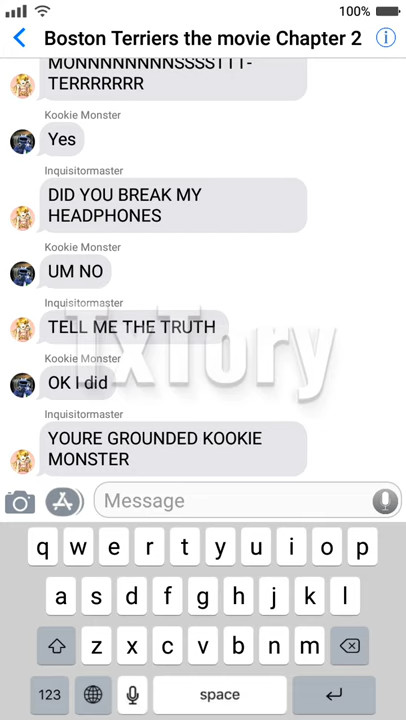 100%
Boston Terriers the movie Chapter 2
MONNNNNNNNSSSSTTT-
TERRRRRRR
Kookie Monster
Yes
Inquisitormaster
DID YOU BREAK MY
HEADPHONES
Kookie Monster
UM NO
Inquisitormaster
TELL ME THE TRUTH
TxTory
Kookie Monster
OK I did
Inquisitormaster
YOURE GROUNDED KOOKIE
MONSTER
Message
q w e r t y u i o p
a s d f g h j k l
z x c v b n m
123 space